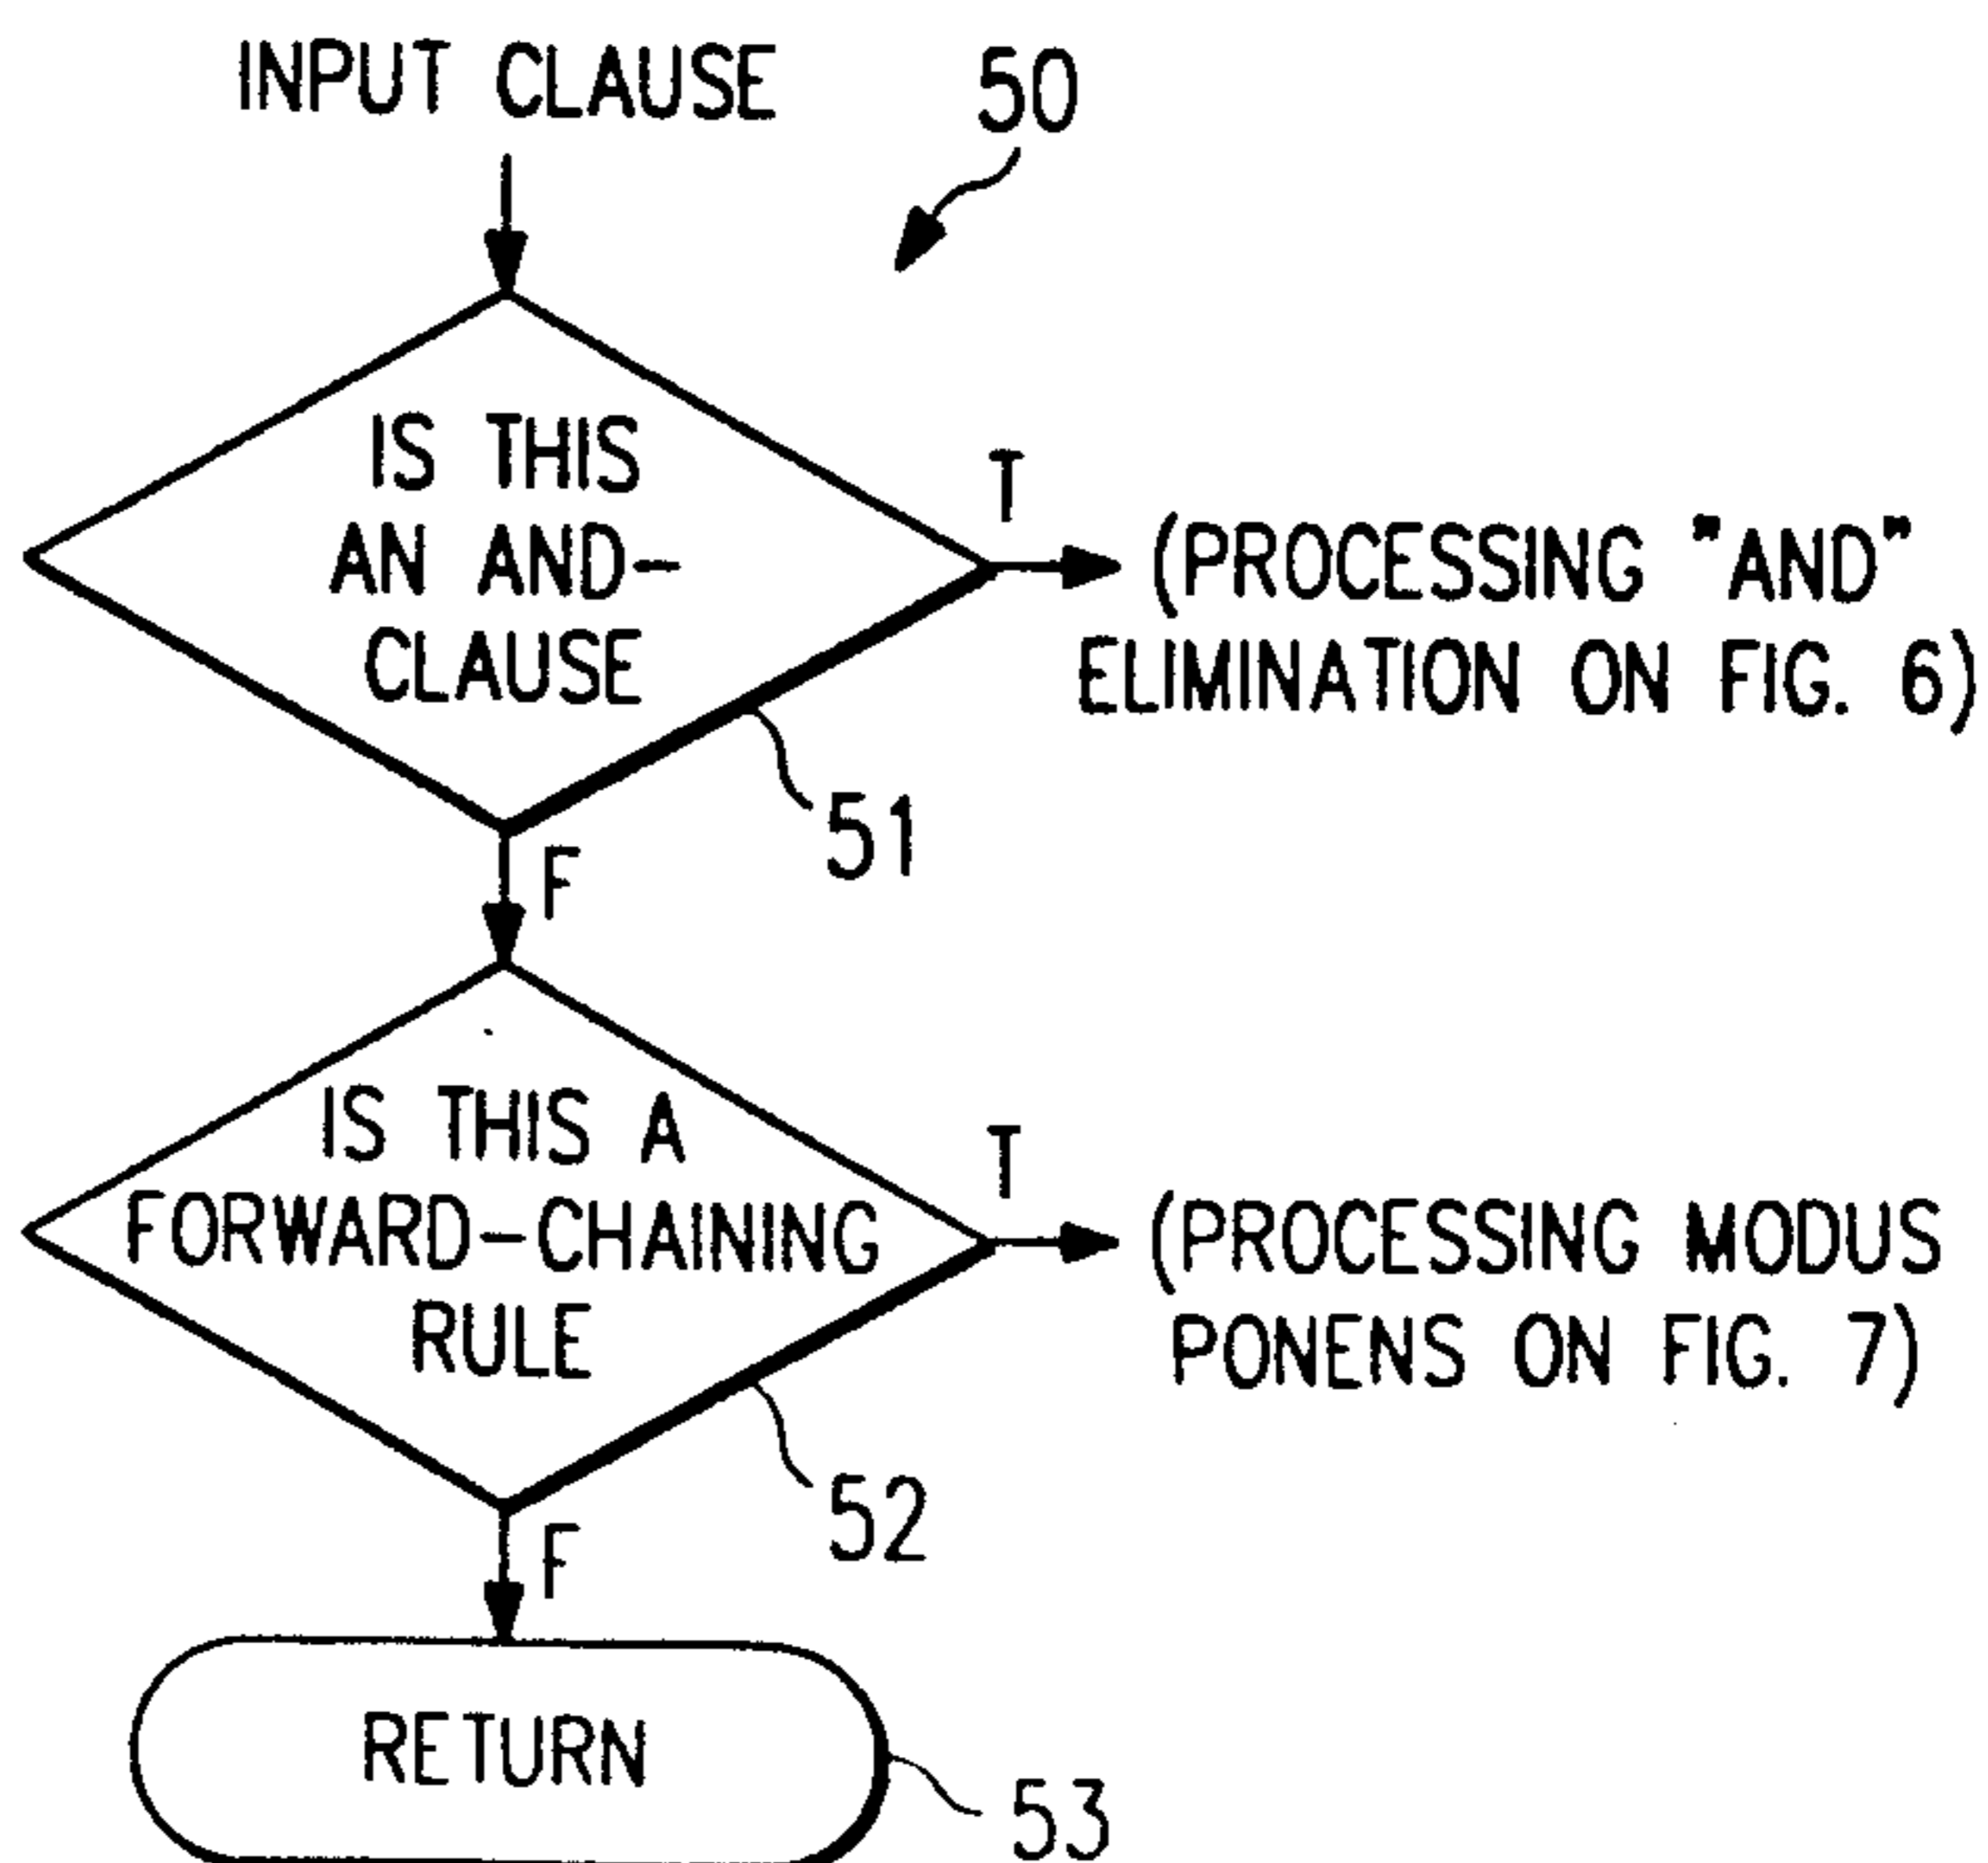 INPUT CLAUSE
50
IS THIS
AN AND-
CLAUSE
T
(PROCESSING "AND"
ELIMINATION ON FIG. 6)
51
F
IS THIS A
FORWARD-CHAINING
RULE
T
(PROCESSING MODUS
PONENS ON FIG. 7)
52
F
RETURN
53